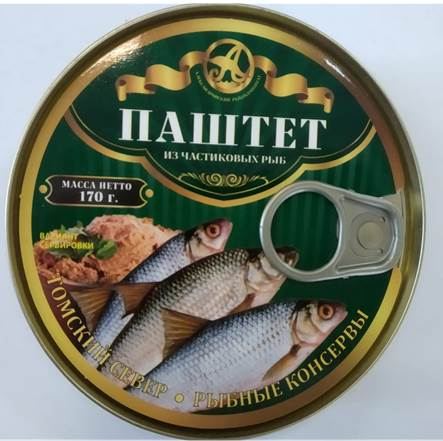 ПАШТЕТ
ИЗ ЧАСТИКОВЫХ РЫБ
МАССА НЕТТО
170 г.
ВАРИАНТ
СЕРВИРОВКИ
ТОМСКИЙ СЕВЕР • РЫБНЫЕ КОНСЕРВЫ